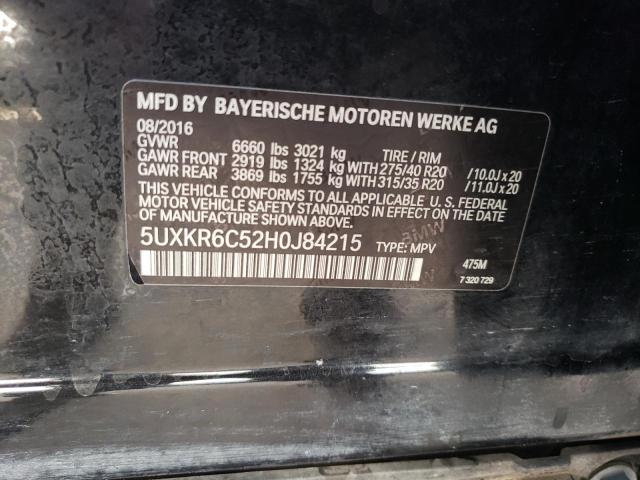 MFD BY BAYERISCHE MOTOREN WERKE AG
08/2016
GVWR 6660 lbs 3021 kg TIRE / RIM
GAWR FRONT 2919 lbs 1324 kg WITH 275/40 R20 / 10.0J x 20
GAWR REAR 3869 lbs 1755 kg WITH 315/35 R20 / 11.0J x 20
THIS VEHICLE CONFORMS TO ALL APPLICABLE U. S. FEDERAL
MOTOR VEHICLE SAFETY STANDARDS IN EFFECT ON THE DATE OF
MANUFACTURE SHOWN ABOVE.
5UXKR6C52H0J84215 TYPE: MPV
475M
7 320 729